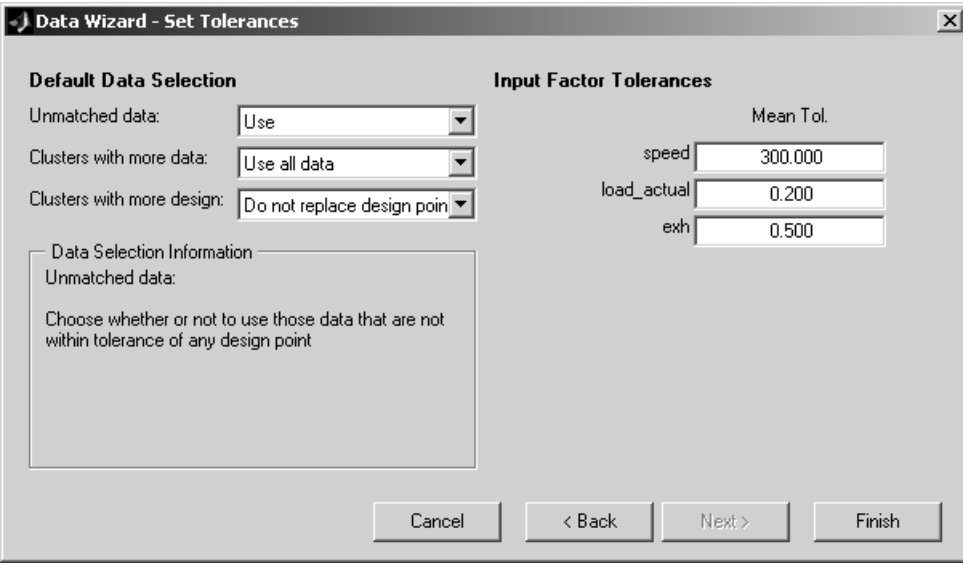 Data Wizard - Set Tolerances
Default Data Selection
Unmatched data:
Use
Clusters with more data:
Use all data
Clusters with more design:
Do not replace design poin
Data Selection Information
Unmatched data:
Choose whether or not to use those data that are not
within tolerance of any design point
Input Factor Tolerances
Mean Tol.
speed
300.000
load_actual
0.200
exh
0.500
Cancel
< Back
Next >
Finish